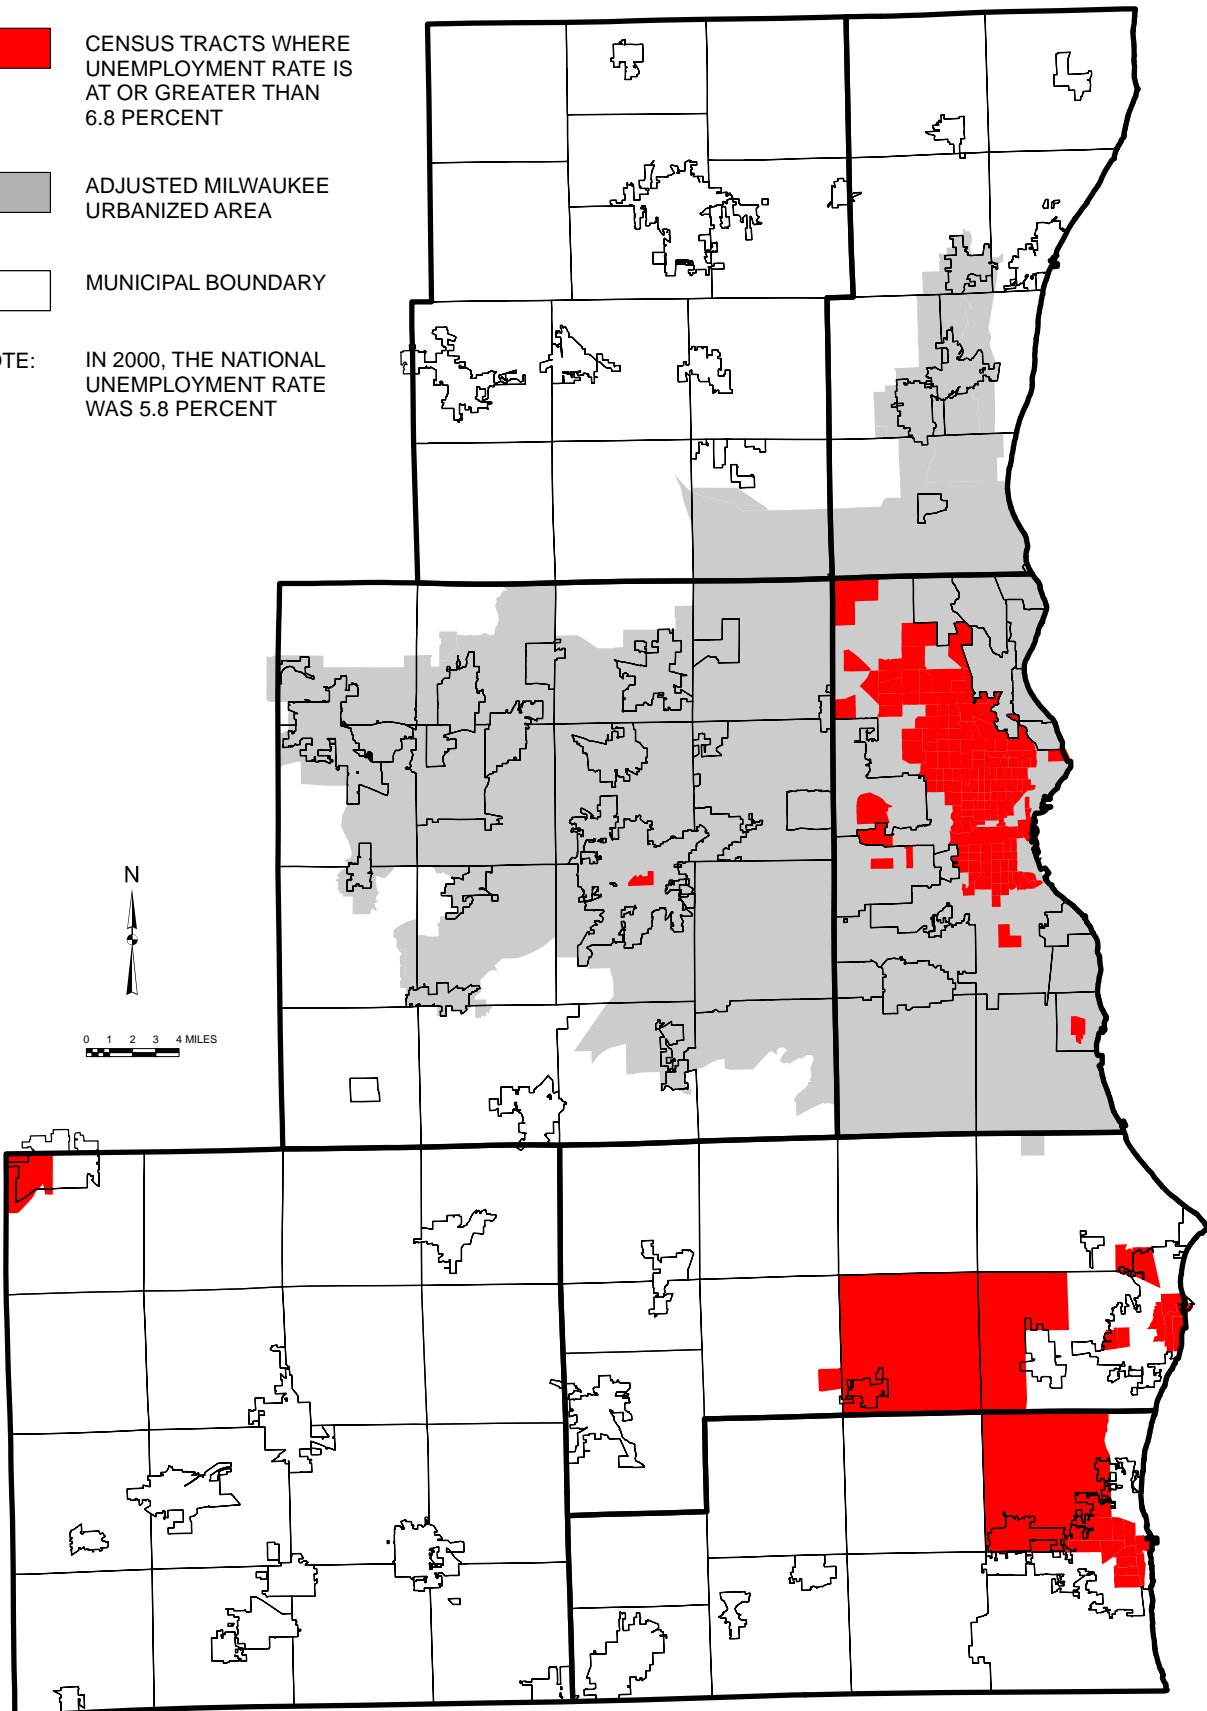 CENSUS TRACTS WHERE
UNEMPLOYMENT RATE IS
AT OR GREATER THAN
6.8 PERCENT
ADJUSTED MILWAUKEE
URBANIZED AREA
MUNICIPAL BOUNDARY
OTE: IN 2000, THE NATIONAL
UNEMPLOYMENT RATE
WAS 5.8 PERCENT
N
0 1 2 3 4 MILES